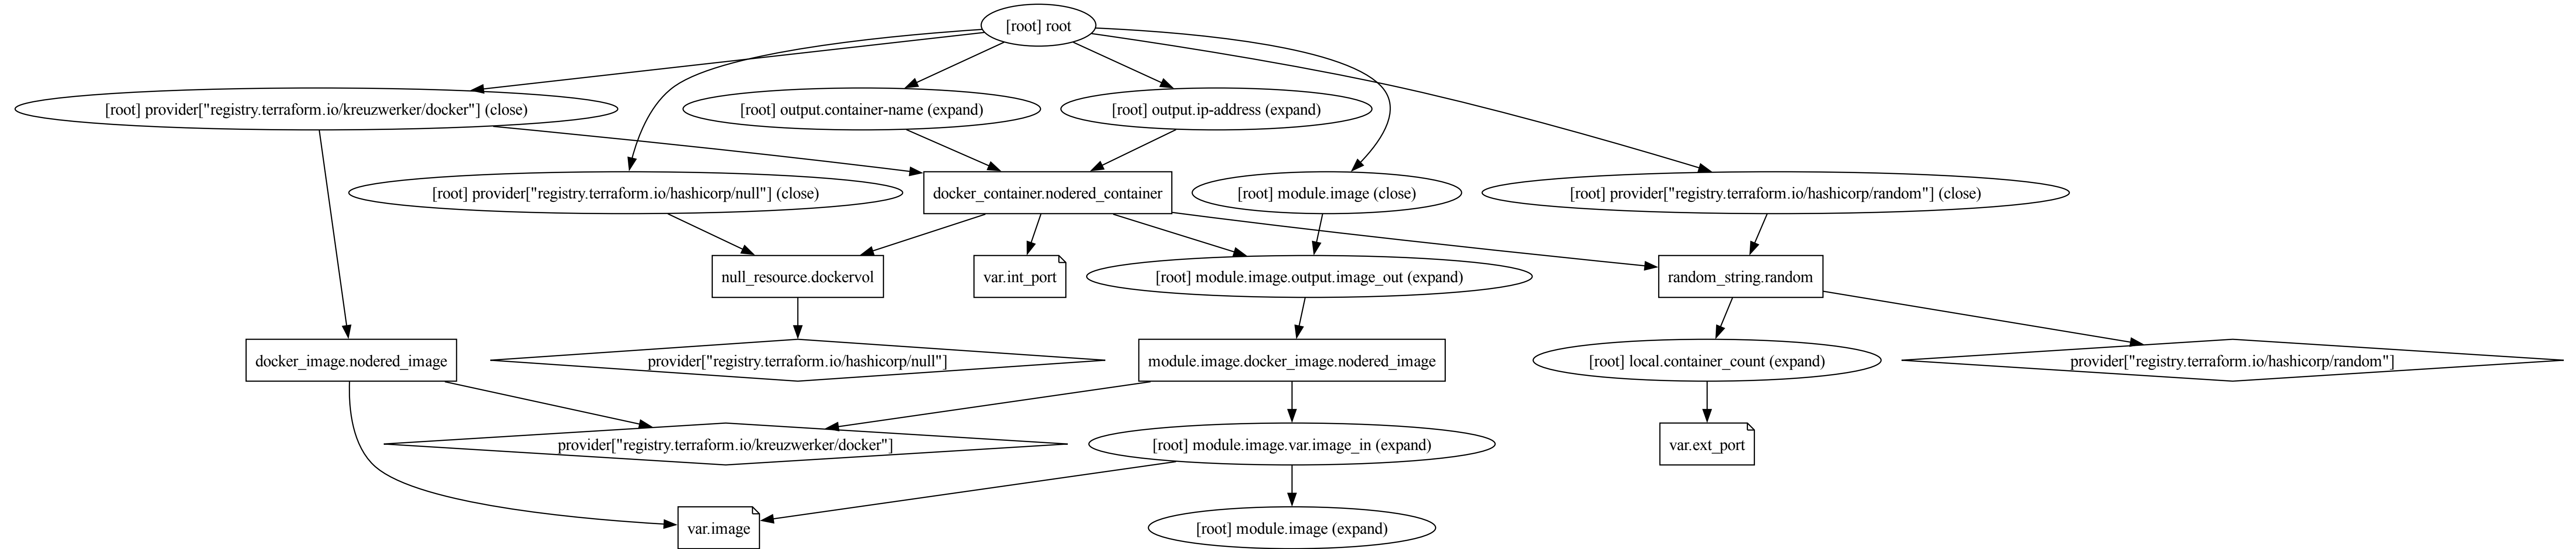 [root] root
[root] provider["registry.terraform.io/kreuzwerker/docker"] (close)
[root] output.container-name (expand)
[root] output.ip-address (expand)
[root] provider["registry.terraform.io/hashicorp/null"] (close)
docker_container.nodered_container
[root] module.image (close)
[root] provider["registry.terraform.io/hashicorp/random"] (close)
null_resource.dockervol
var.int_port
[root] module.image.output.image_out (expand)
random_string.random
docker_image.nodered_image
provider["registry.terraform.io/hashicorp/null"]
module.image.docker_image.nodered_image
[root] local.container_count (expand)
provider["registry.terraform.io/hashicorp/random"]
provider["registry.terraform.io/kreuzwerker/docker"]
[root] module.image.var.image_in (expand)
var.ext_port
var.image
[root] module.image (expand)